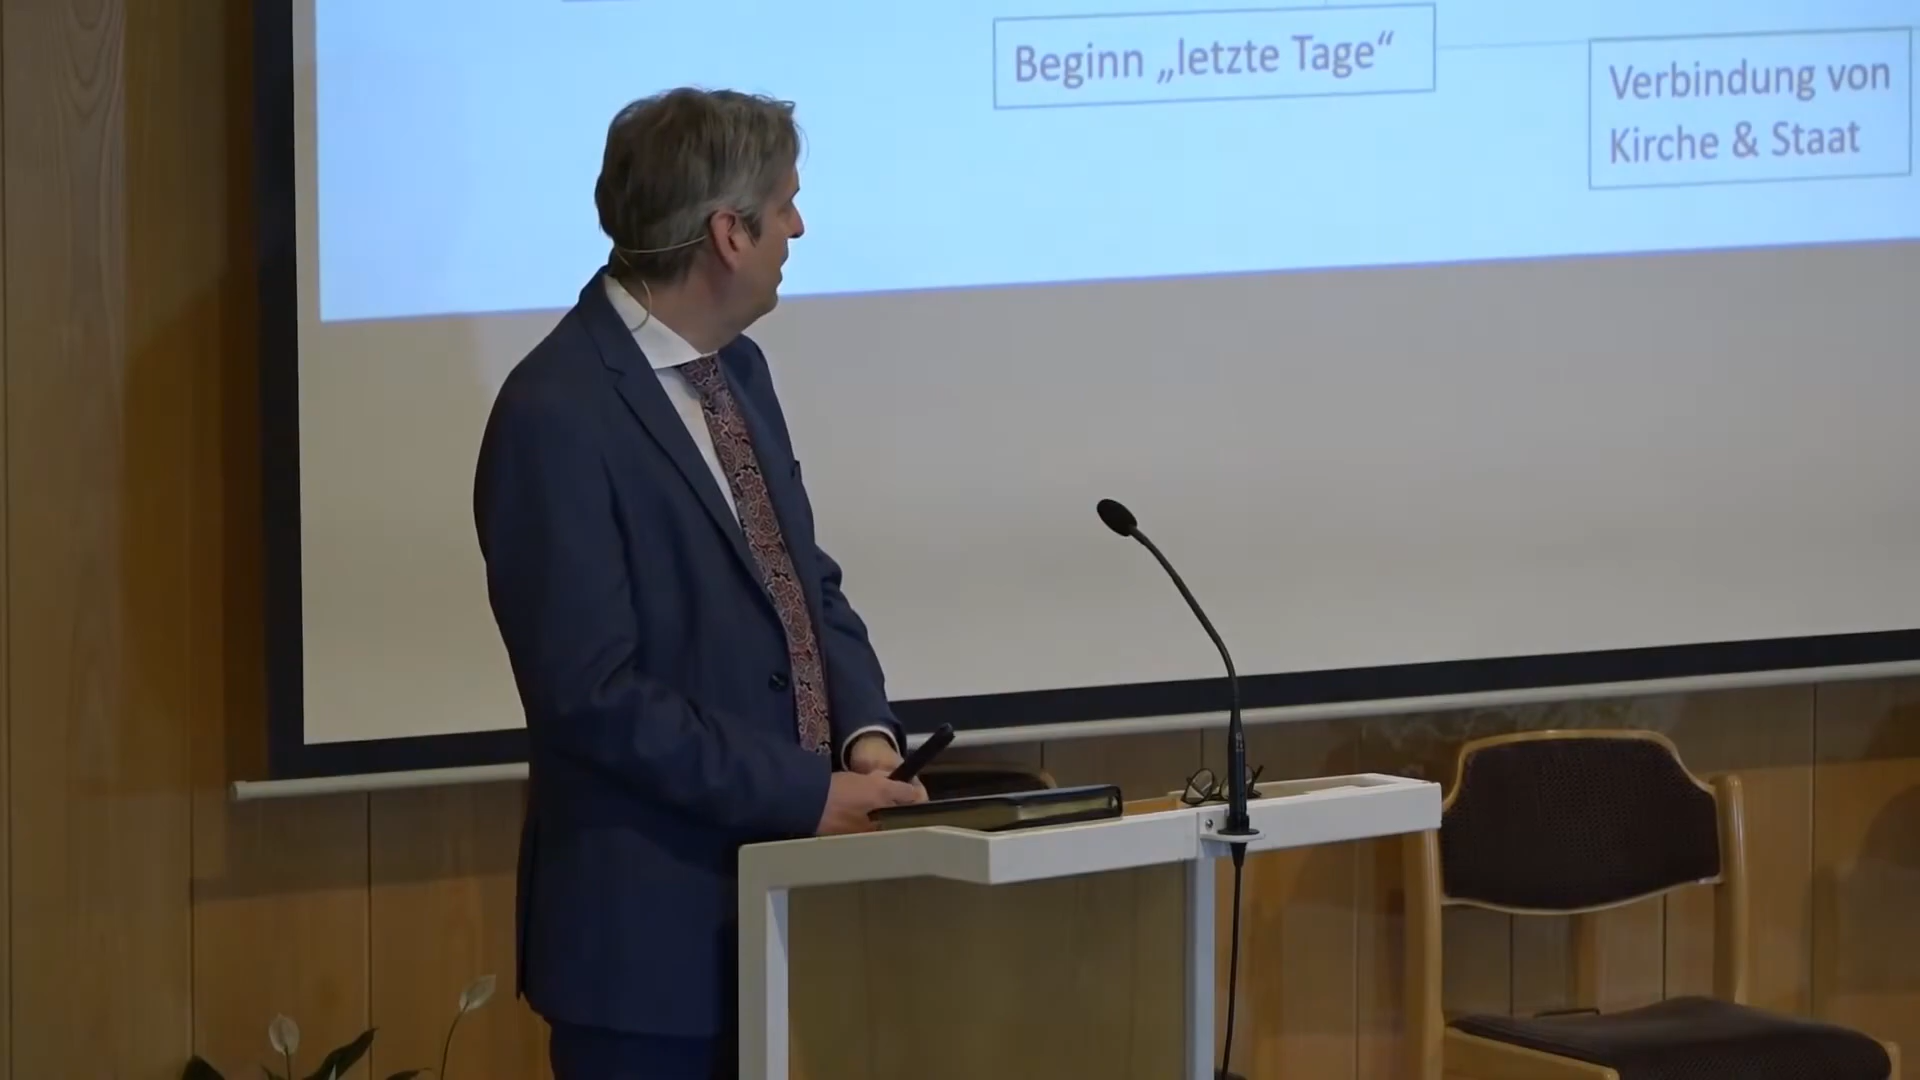 Beginn „letzte Tage“
Verbindung von
Kirche & Staat